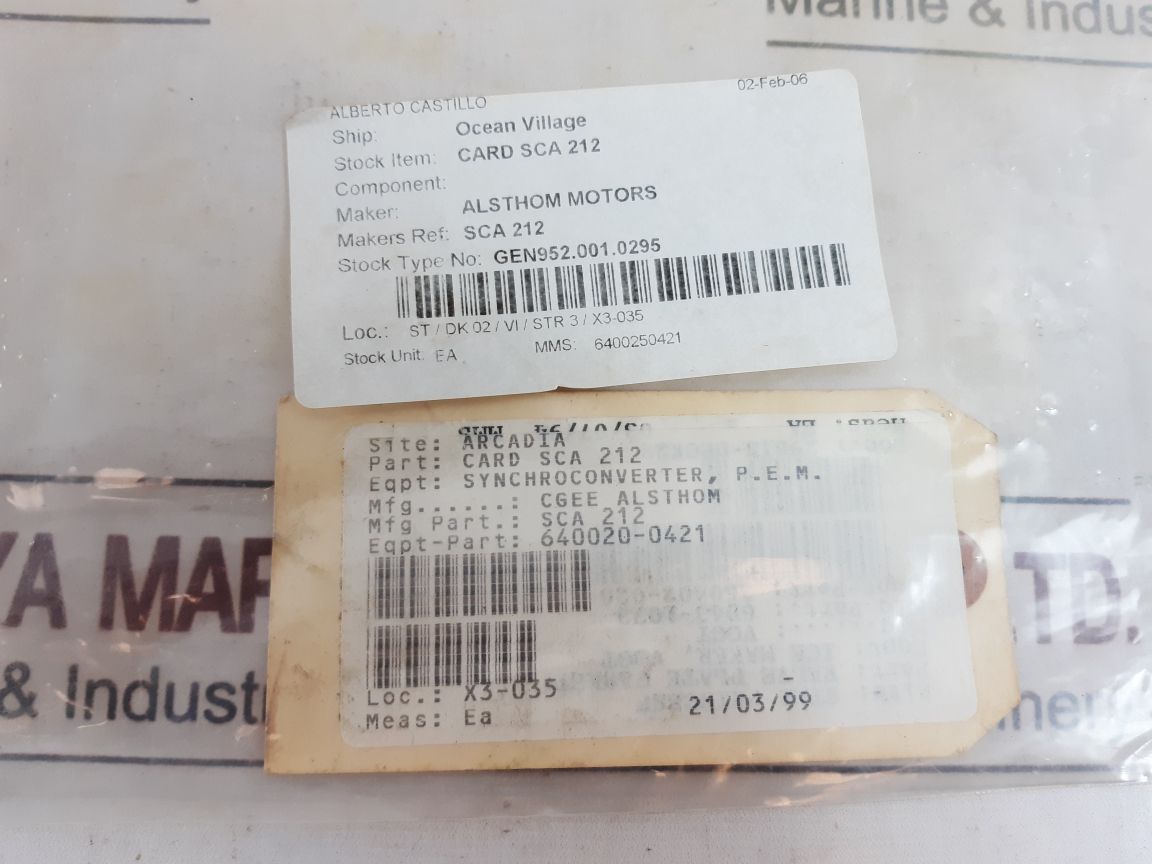 Marine & Indus
ALBERTO CASTILLO 02-Feb-06
Ship: Ocean Village
Stock Item: CARD SCA 212
Component:
Maker: ALSTHOM MOTORS
Makers Ref: SCA 212
Stock Type No: GEN952.001.0295
Loc.: ST / DK 02 / VI / STR 3 / X3-035
Stock Unit: EA MMS: 6400250421
Site: ARCADIA
Part: CARD SCA 212
Eqpt: SYNCHROCONVERTER, P.E.M.
Mfg.......: CGEE ALSTHOM
Mfg Part.: SCA 212
Eqpt-Part: 640020-0421
Loc.: X3-035
Meas: Ea 21/03/99
YA MAR LTD.
& Industri